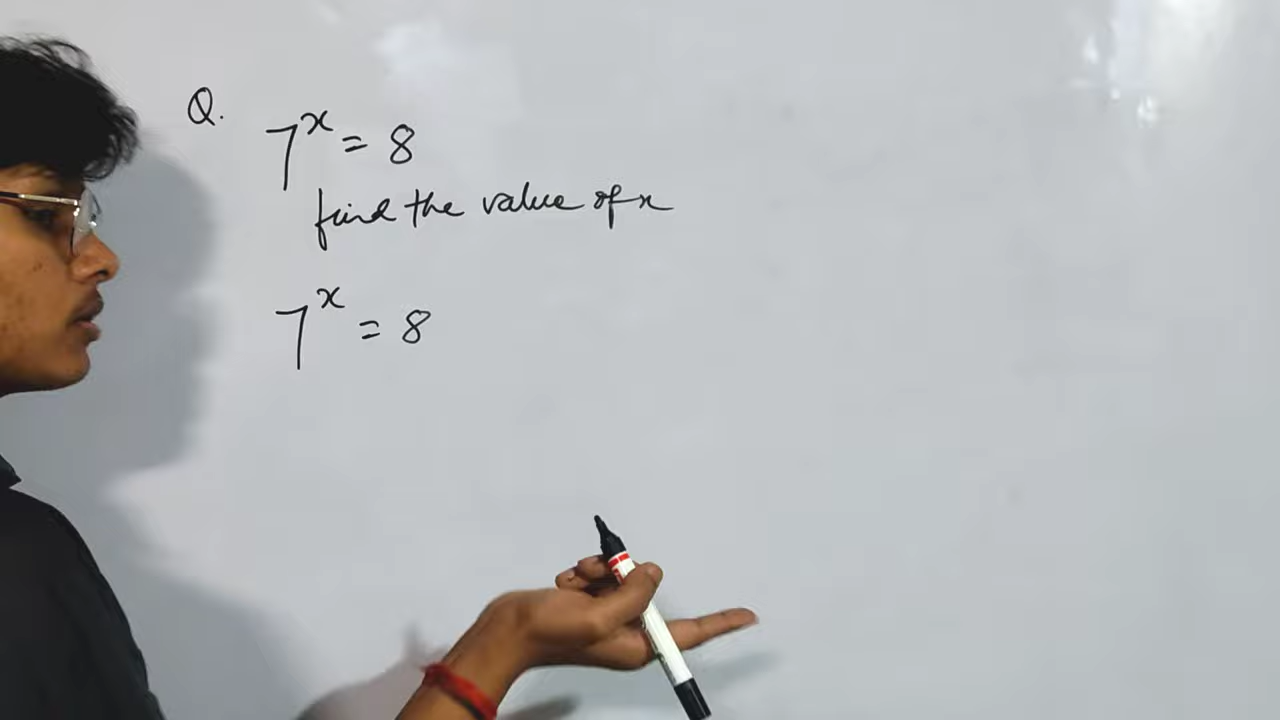 Q. 7^x = 8
find the value of x
7^x = 8